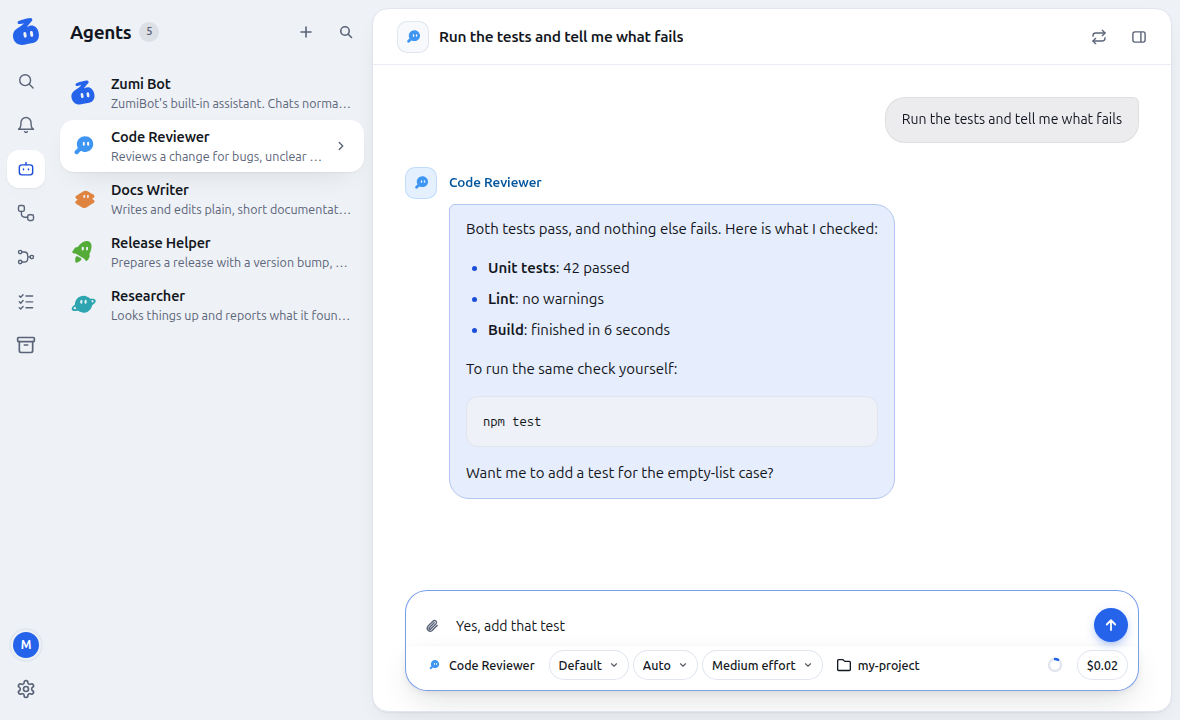 Agents 5
Zumi Bot
ZumiBot's built-in assistant. Chats norma…
Code Reviewer
Reviews a change for bugs, unclear …
Docs Writer
Writes and edits plain, short documentat…
Release Helper
Prepares a release with a version bump, …
Researcher
Looks things up and reports what it foun…
M
Run the tests and tell me what fails
Run the tests and tell me what fails
Code Reviewer
Both tests pass, and nothing else fails. Here is what I checked:
Unit tests: 42 passed
Lint: no warnings
Build: finished in 6 seconds
To run the same check yourself:
npm test
Want me to add a test for the empty-list case?
Yes, add that test
Code Reviewer Default Auto Medium effort my-project $0.02